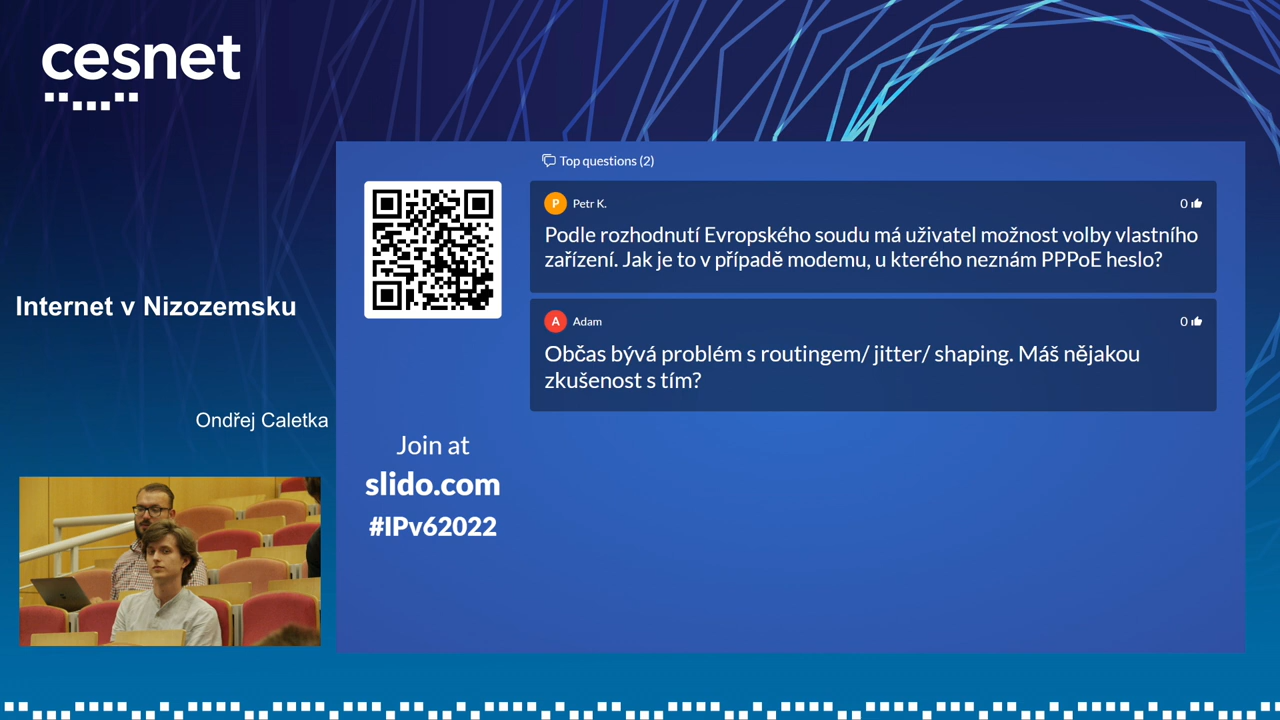 cesnet
Top questions (2)
P Petr K. 0
Podle rozhodnutí Evropského soudu má uživatel možnost volby vlastního
zařízení. Jak je to v případě modemu, u kterého neznám PPPoE heslo?
A Adam 0
Občas bývá problém s routingem/ jitter/ shaping. Máš nějakou
zkušenost s tím?
Internet v Nizozemsku
Ondřej Caletka
Join at
slido.com
#IPv62022